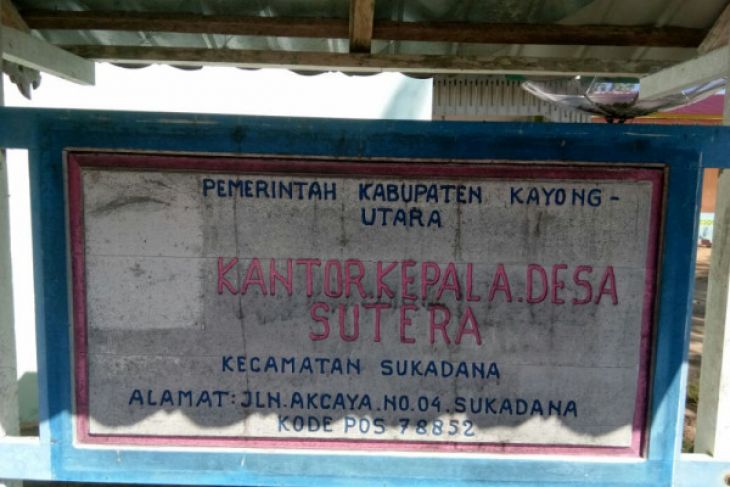 PEMERINTAH KABUPATEN KAYONG-
UTARA
KANTOR.KEPALA.DESA
SUTERA
KECAMATAN SUKADANA
ALAMAT: JLN.AKCAYA.NO.04.SUKADANA
KODE POS 78852